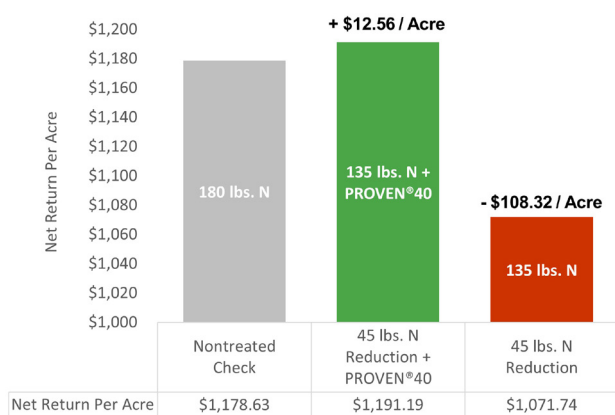 + $12.56 / Acre
$1,200
$1,180
$1,160
$1,140
$1,120
$1,100
$1,080
$1,060
$1,040
$1,020
$1,000
Net Return Per Acre
180 lbs. N
135 lbs. N +
PROVEN®40
- $108.32 / Acre
135 lbs. N
Nontreated
Check
45 lbs. N
Reduction +
PROVEN®40
45 lbs. N
Reduction
Net Return Per Acre $1,178.63 $1,191.19 $1,071.74